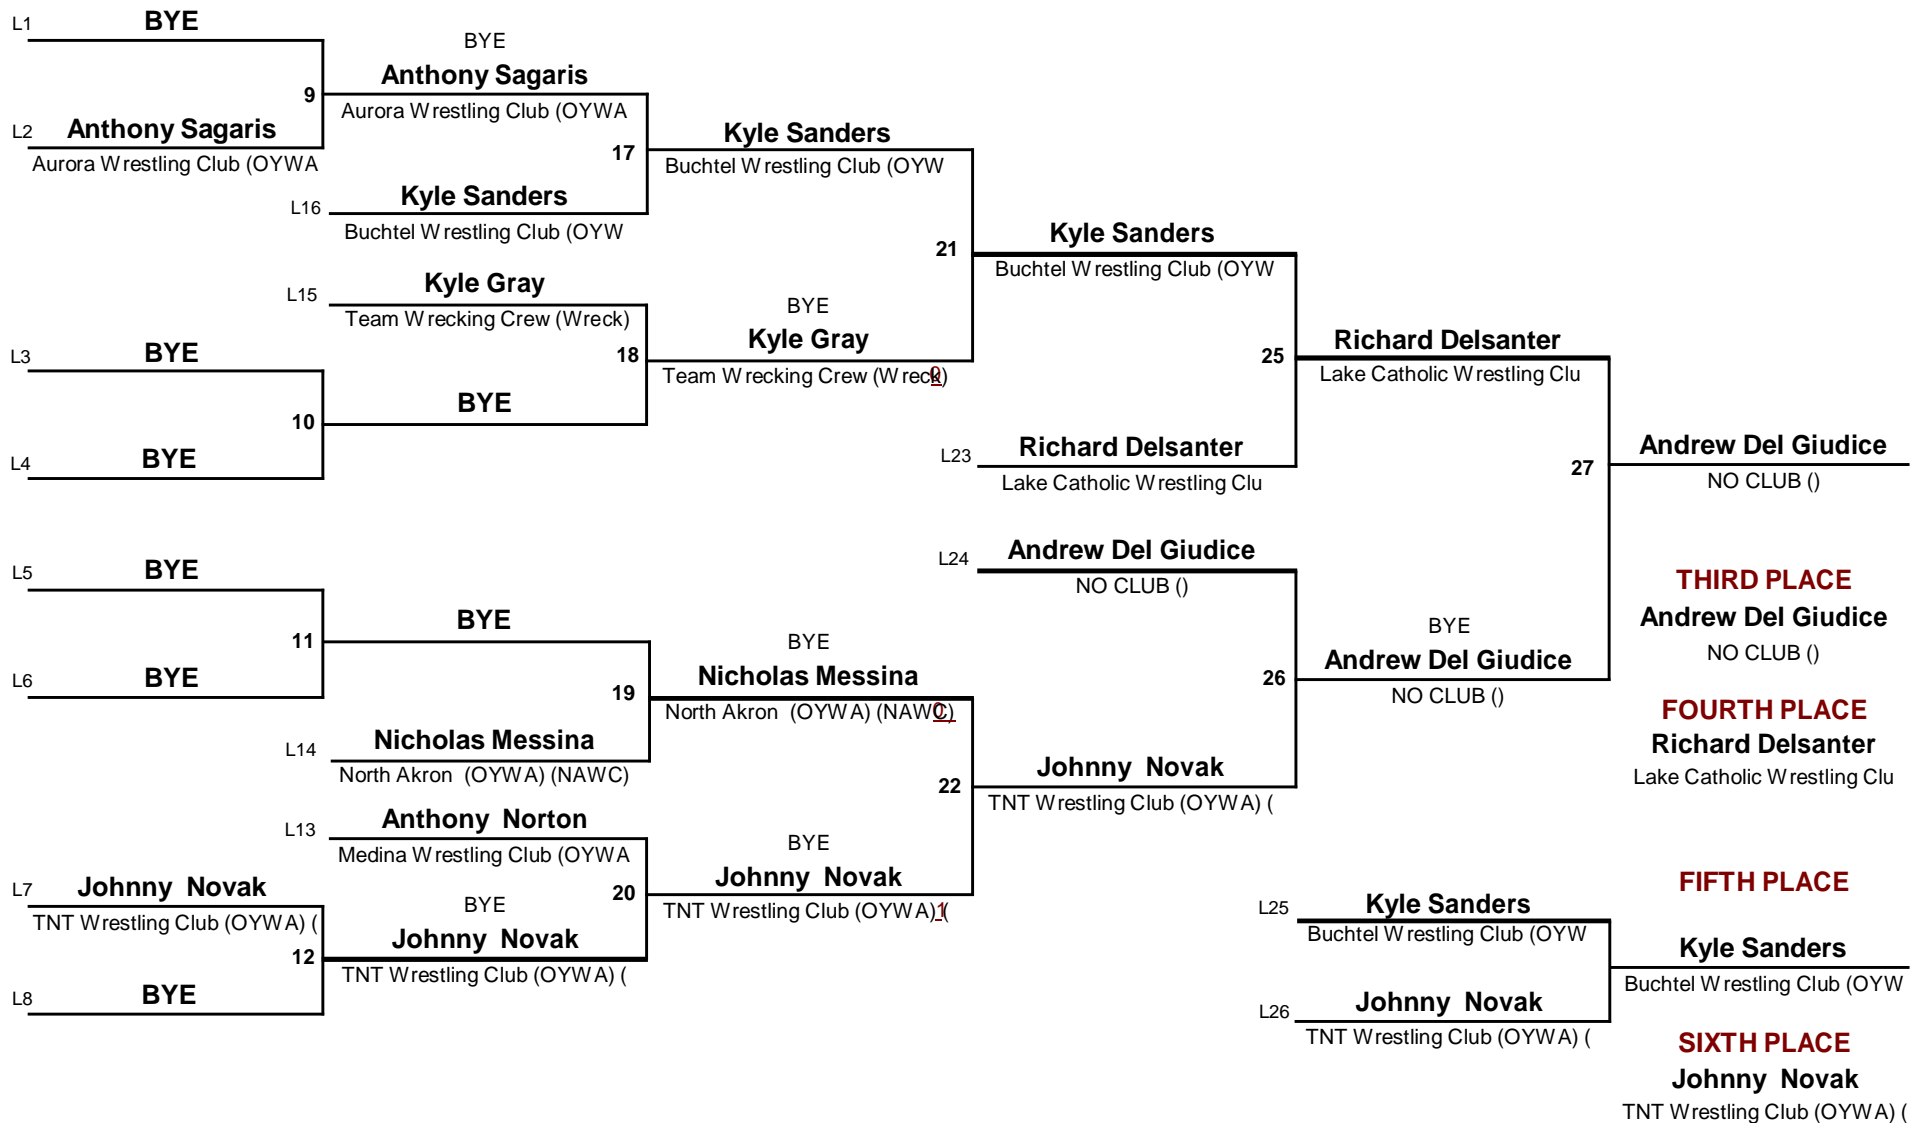 L1 BYE
BYE
Anthony Sagaris
9
Aurora Wrestling Club (OYWA
L2 Anthony Sagaris
Aurora Wrestling Club (OYWA
17
Kyle Sanders
Buchtel Wrestling Club (OYW
L16 Kyle Sanders
Buchtel Wrestling Club (OYW
21
Kyle Sanders
Buchtel Wrestling Club (OYW
L15 Kyle Gray
Team Wrecking Crew (Wreck)
BYE
Kyle Gray
Team Wrecking Crew (Wreck) 0
18
L3 BYE
BYE
10
L4 BYE
25
Richard Delsanter
Lake Catholic Wrestling Clu
L23 Richard Delsanter
Lake Catholic Wrestling Clu
27
Andrew Del Giudice
NO CLUB ()
L24 Andrew Del Giudice
NO CLUB ()
L5 BYE
BYE
11
L6 BYE
19
BYE
Nicholas Messina
North Akron (OYWA) (NAWC) 0
L14 Nicholas Messina
North Akron (OYWA) (NAWC)
26
BYE
Andrew Del Giudice
NO CLUB ()
THIRD PLACE
Andrew Del Giudice
NO CLUB ()
FOURTH PLACE
Richard Delsanter
Lake Catholic Wrestling Clu
22
Johnny Novak
TNT Wrestling Club (OYWA) (
L13 Anthony Norton
Medina Wrestling Club (OYWA
20
BYE
Johnny Novak
TNT Wrestling Club (OYWA) ( 1
L7 Johnny Novak
TNT Wrestling Club (OYWA) (
BYE
Johnny Novak
12
TNT Wrestling Club (OYWA) (
L8 BYE
L25 Kyle Sanders
Buchtel Wrestling Club (OYW
FIFTH PLACE
Kyle Sanders
Buchtel Wrestling Club (OYW
L26 Johnny Novak
TNT Wrestling Club (OYWA) (
SIXTH PLACE
Johnny Novak
TNT Wrestling Club (OYWA) (